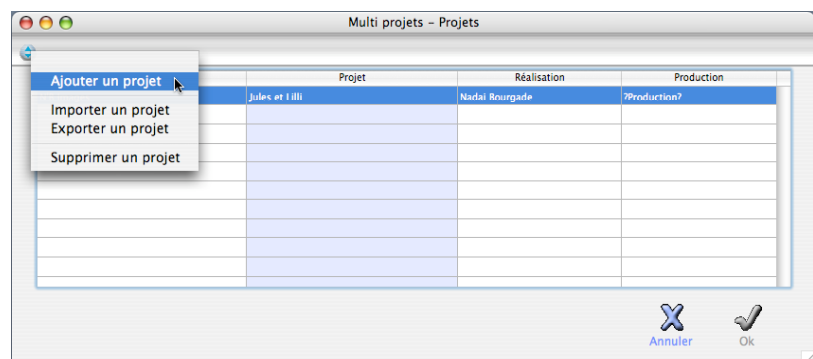 Multi projets – Projets
Ajouter un projet
Importer un projet
Exporter un projet
Supprimer un projet
Projet Réalisation Production
Jules et Lilli Nadai Bourgade ?Production?
Annuler Ok